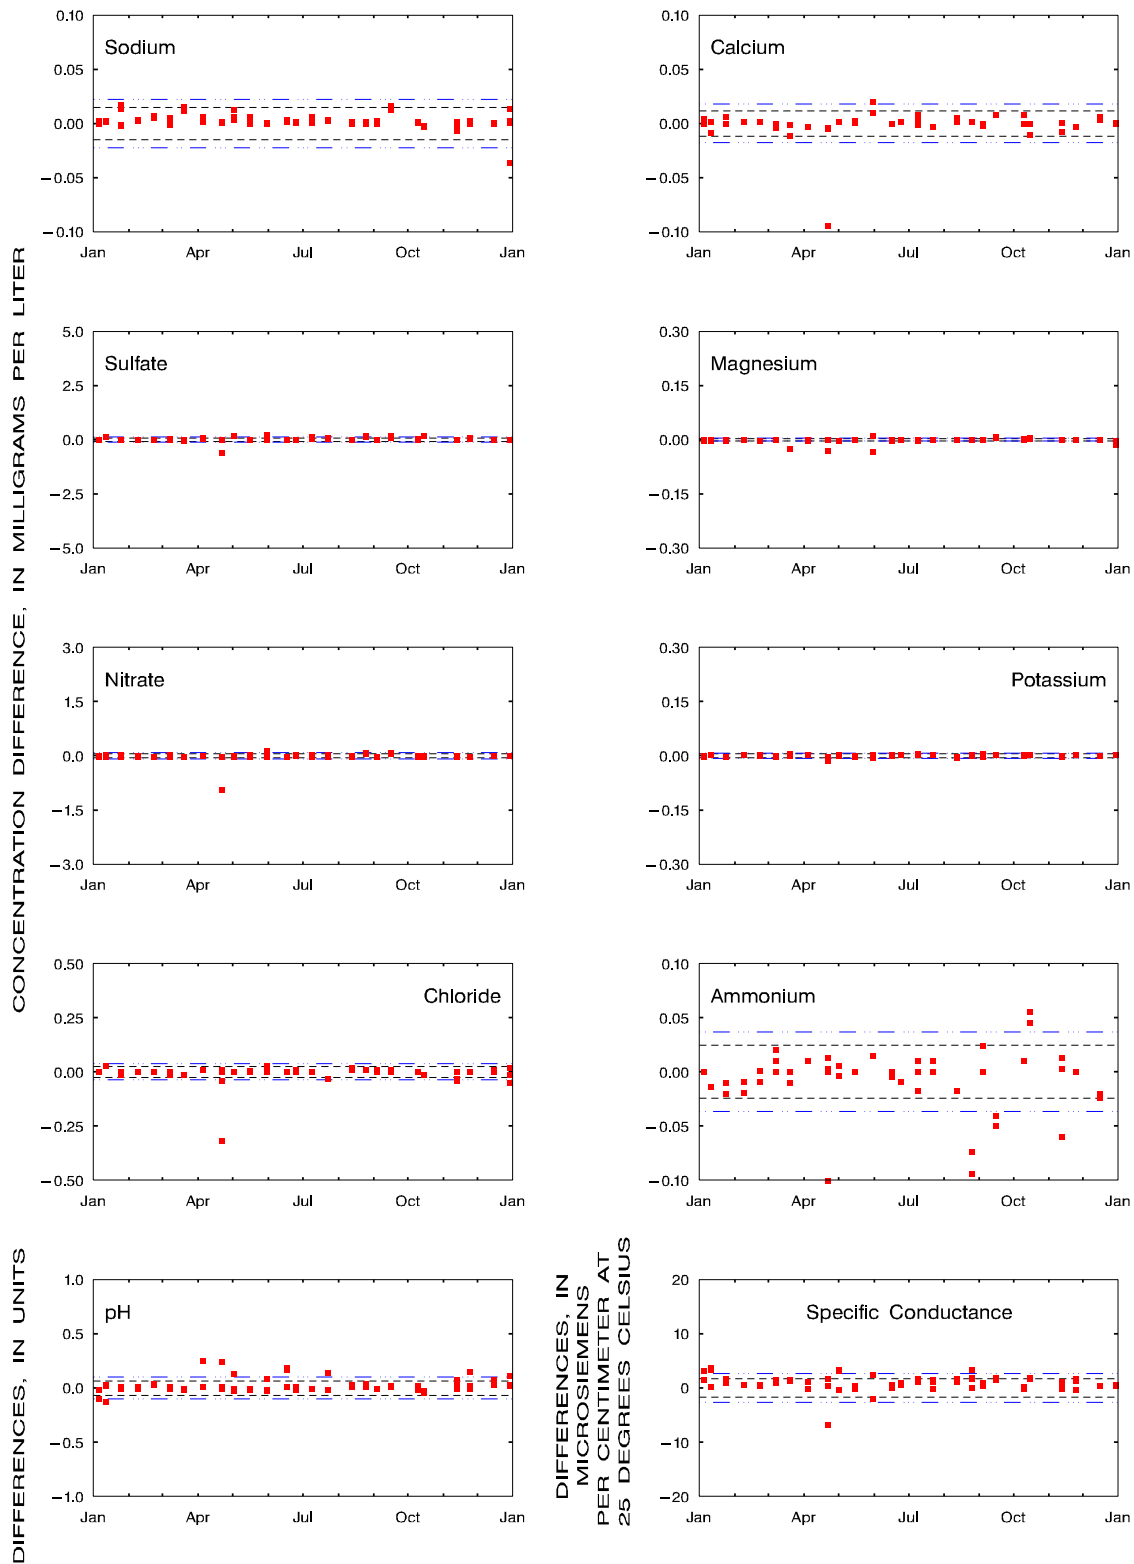 CONCENTRATION DIFFERENCE, IN MILLIGRAMS PER LITER
Sodium
0.10
0.05
0.00
−0.05
−0.10
Jan Apr Jul Oct Jan
Calcium
0.10
0.05
0.00
−0.05
−0.10
Jan Apr Jul Oct Jan
Sulfate
5.0
2.5
0.0
−2.5
−5.0
Jan Apr Jul Oct Jan
Magnesium
0.30
0.15
0.00
−0.15
−0.30
Jan Apr Jul Oct Jan
Nitrate
3.0
1.5
0.0
−1.5
−3.0
Jan Apr Jul Oct Jan
Potassium
0.30
0.15
0.00
−0.15
−0.30
Jan Apr Jul Oct Jan
Chloride
0.50
0.25
0.00
−0.25
−0.50
Jan Apr Jul Oct Jan
Ammonium
0.10
0.05
0.00
−0.05
−0.10
Jan Apr Jul Oct Jan
DIFFERENCES, IN UNITS
pH
1.0
0.5
0.0
−0.5
−1.0
Jan Apr Jul Oct Jan
DIFFERENCES, IN
MICROSIEMENS
PER CENTIMETER AT
25 DEGREES CELSIUS
Specific Conductance
20
10
0
−10
−20
Jan Apr Jul Oct Jan